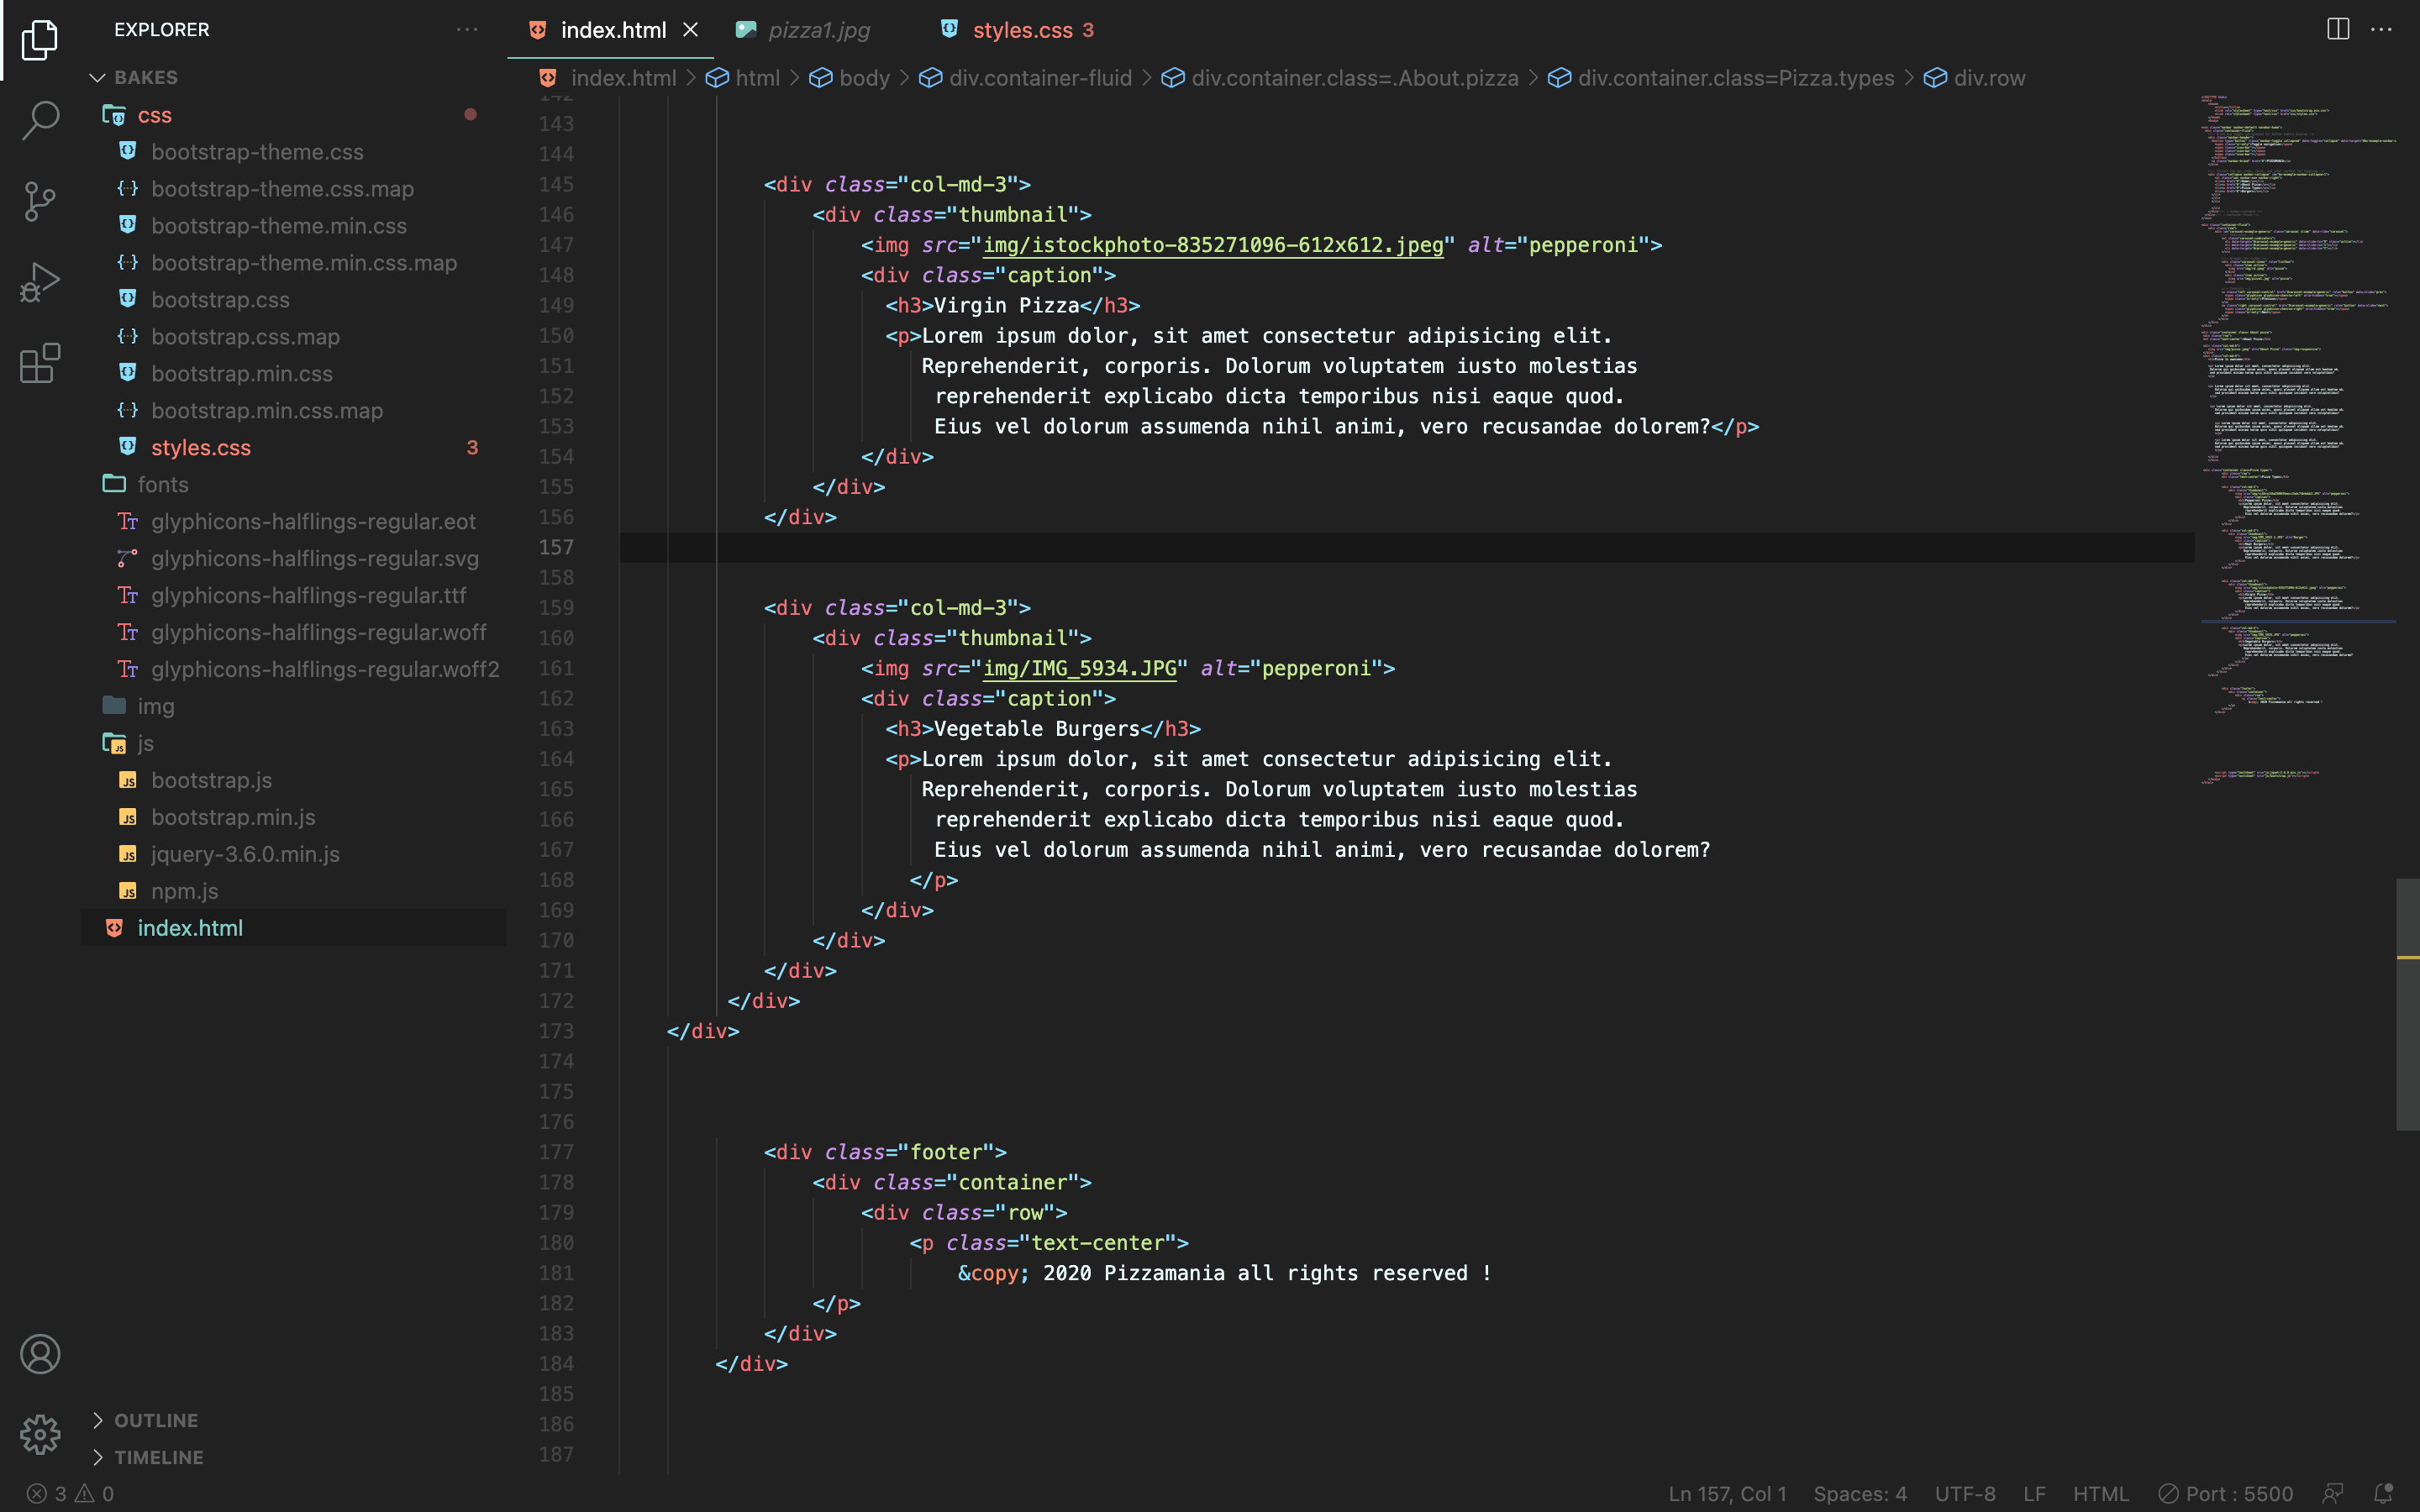 EXPLORER
index.html
pizza1.jpg
styles.css 3
BAKES
index.html > html > body > div.container-fluid > div.container.class=.About.pizza > div.container.class=Pizza.types > div.row
css
bootstrap-theme.css
bootstrap-theme.css.map
bootstrap-theme.min.css
bootstrap-theme.min.css.map
bootstrap.css
bootstrap.css.map
bootstrap.min.css
bootstrap.min.css.map
styles.css 3
fonts
glyphicons-halflings-regular.eot
glyphicons-halflings-regular.svg
glyphicons-halflings-regular.ttf
glyphicons-halflings-regular.woff
glyphicons-halflings-regular.woff2
img
js
bootstrap.js
bootstrap.min.js
jquery-3.6.0.min.js
npm.js
index.html
OUTLINE
TIMELINE
142
143
144
145 <div class="col-md-3">
146 <div class="thumbnail">
147 <img src="img/istockphoto-835271096-612x612.jpeg" alt="pepperoni">
148 <div class="caption">
149 <h3>Virgin Pizza</h3>
150 <p>Lorem ipsum dolor, sit amet consectetur adipisicing elit.
151 Reprehenderit, corporis. Dolorum voluptatem iusto molestias
152 reprehenderit explicabo dicta temporibus nisi eaque quod.
153 Eius vel dolorum assumenda nihil animi, vero recusandae dolorem?</p>
154 </div>
155 </div>
156 </div>
157
158
159 <div class="col-md-3">
160 <div class="thumbnail">
161 <img src="img/IMG_5934.JPG" alt="pepperoni">
162 <div class="caption">
163 <h3>Vegetable Burgers</h3>
164 <p>Lorem ipsum dolor, sit amet consectetur adipisicing elit.
165 Reprehenderit, corporis. Dolorum voluptatem iusto molestias
166 reprehenderit explicabo dicta temporibus nisi eaque quod.
167 Eius vel dolorum assumenda nihil animi, vero recusandae dolorem?
168 </p>
169 </div>
170 </div>
171 </div>
172 </div>
173 </div>
174
175
176
177 <div class="footer">
178 <div class="container">
179 <div class="row">
180 <p class="text-center">
181 &copy; 2020 Pizzamania all rights reserved !
182 </p>
183 </div>
184 </div>
185
186
187
3 0
Ln 157, Col 1
Spaces: 4
UTF-8
LF
HTML
Port : 5500